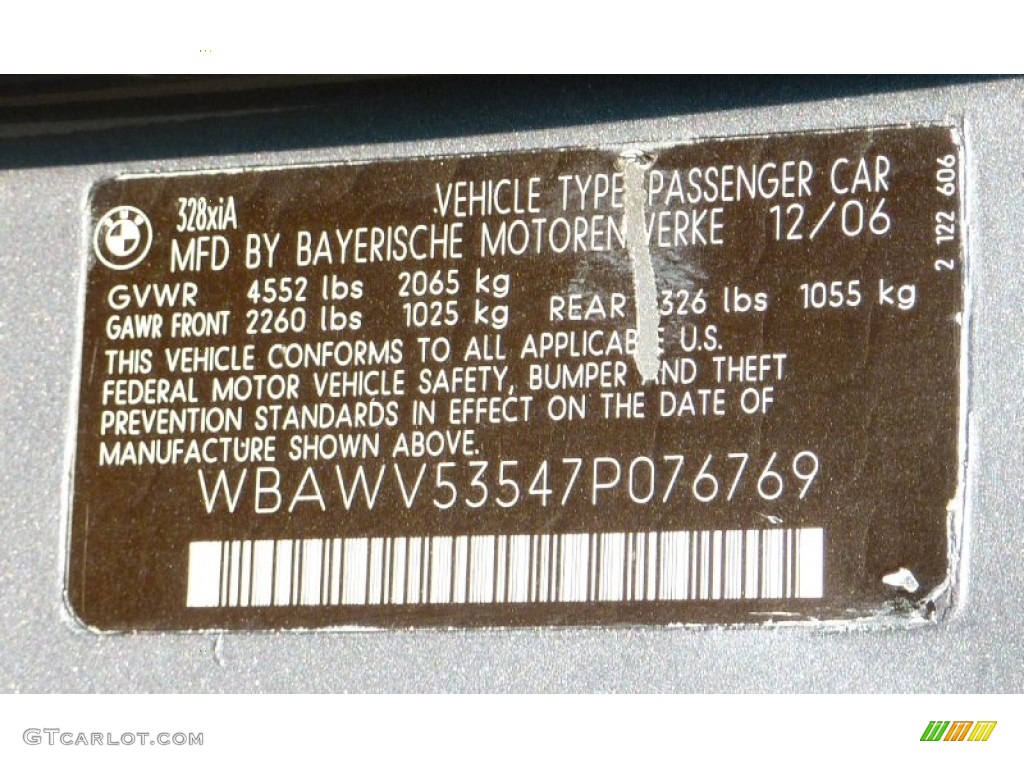 328xiA
VEHICLE TYPE PASSENGER CAR
MFD BY BAYERISCHE MOTOREN WERKE 12/06
GVWR 4552 lbs 2065 kg
GAWR FRONT 2260 lbs 1025 kg REAR 326 lbs 1055 kg
THIS VEHICLE CONFORMS TO ALL APPLICABLE U.S.
FEDERAL MOTOR VEHICLE SAFETY, BUMPER AND THEFT
PREVENTION STANDARDS IN EFFECT ON THE DATE OF
MANUFACTURE SHOWN ABOVE.
WBAWV53547P076769
2 122 606
BMW
GTCARLOT.COM